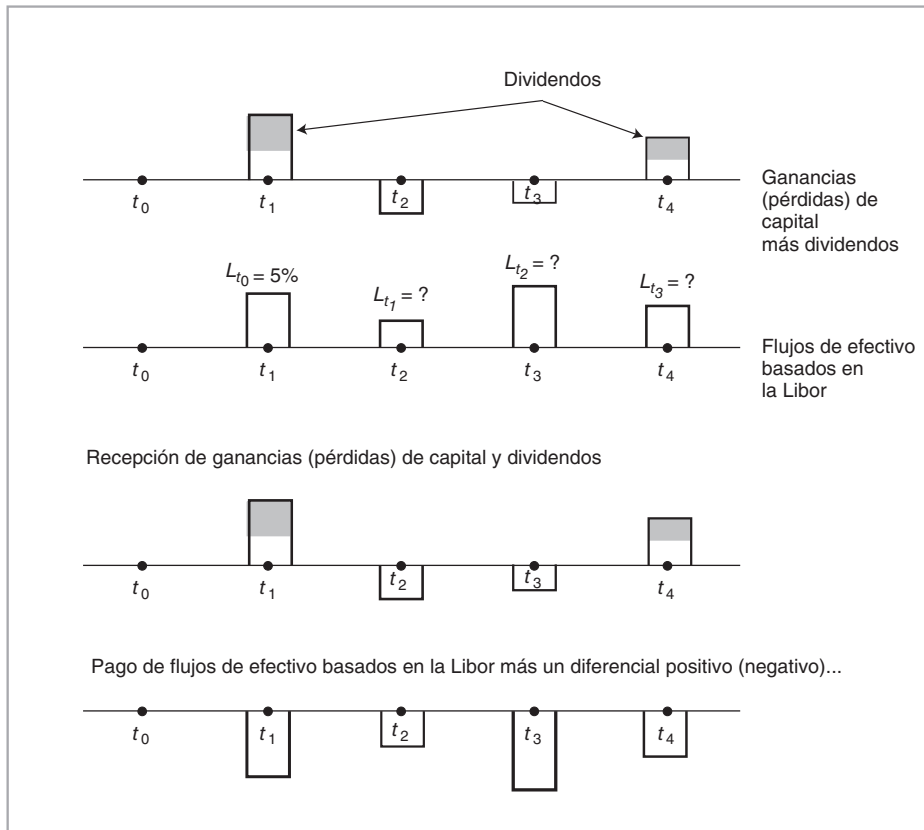 Dividendos
t0 t1 t2 t3 t4
Ganancias
(pérdidas) de
capital
más dividendos
Lt0 = 5% Lt1 = ? Lt2 = ? Lt3 = ?
t0 t1 t2 t3 t4
Flujos de efectivo
basados en
la Libor
Recepción de ganancias (pérdidas) de capital y dividendos
t0 t1 t2 t3 t4
Pago de flujos de efectivo basados en la Libor más un diferencial positivo (negativo)...
t0 t1 t2 t3 t4